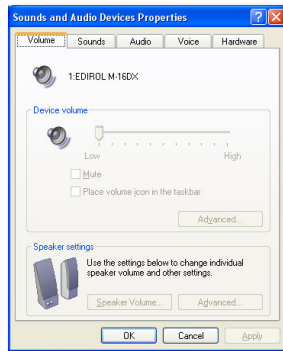 Sounds and Audio Devices Properties
Volume Sounds Audio Voice Hardware
1:EDIROL M-16DX
Device volume
Low High
Mute
Place volume icon in the taskbar
Advanced...
Speaker settings
Use the settings below to change individual
speaker volume and other settings.
Speaker Volume... Advanced...
OK Cancel Apply